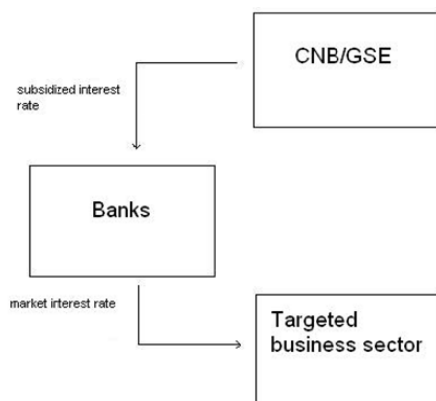 CNB/GSE
subsidized interest
rate
Banks
market interest rate
Targeted
business sector